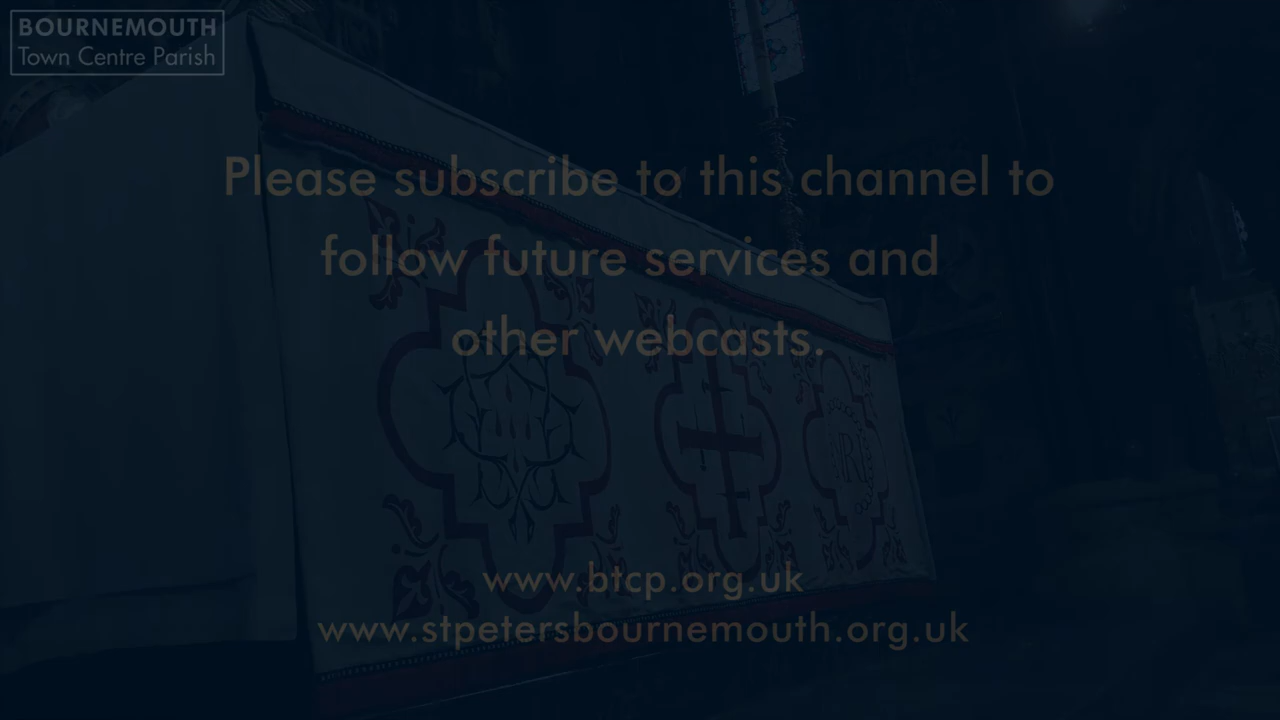 BOURNEMOUTH
Town Centre Parish
Please subscribe to this channel to
follow future services and
other webcasts.
www.btcp.org.uk
www.stpetersbournemouth.org.uk